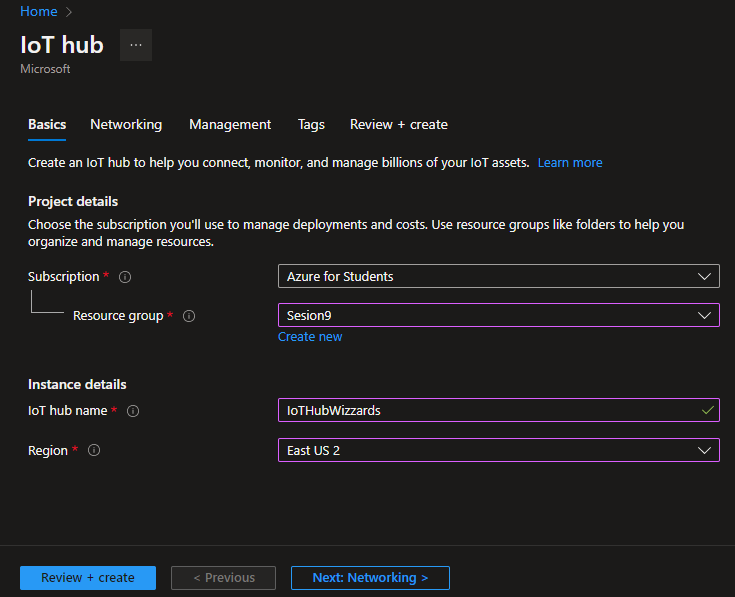 Home >
IoT hub ...
Microsoft
Basics Networking Management Tags Review + create
Create an IoT hub to help you connect, monitor, and manage billions of your IoT assets. Learn more
Project details
Choose the subscription you'll use to manage deployments and costs. Use resource groups like folders to help you
organize and manage resources.
Subscription * Azure for Students
Resource group * Sesion9
Create new
Instance details
IoT hub name * IoTHubWizzards
Region * East US 2
Review + create < Previous Next: Networking >